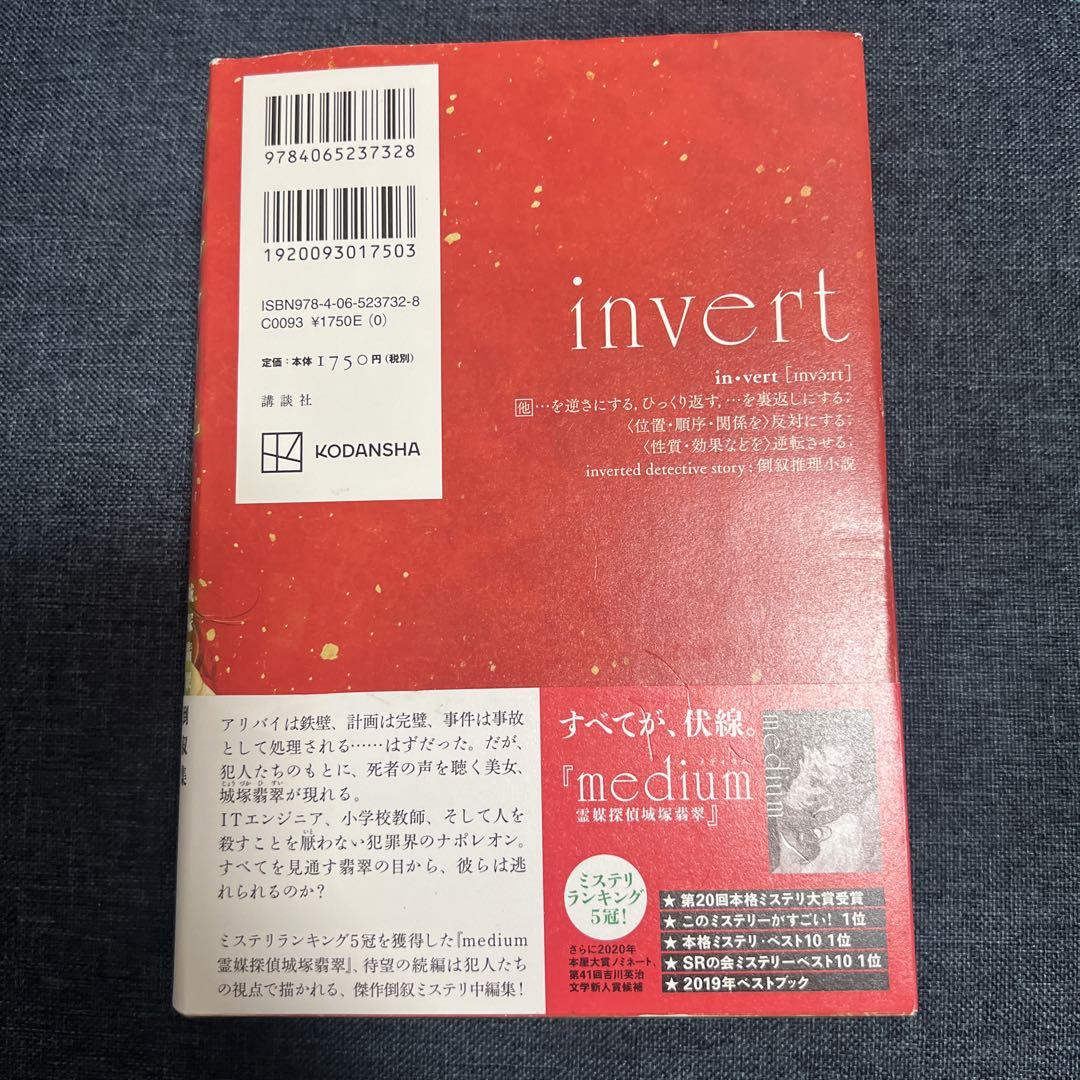 9784065237328
1920093017503
ISBN978-4-06-523732-8
C0093 ¥1750E (0)
定価:本体1750円(税別)
講談社
KODANSHA
invert
in•vert [ɪnvə́ːrt]
他…を逆さにする,ひっくり返す,…を裏返しにする;
〈位置・順序・関係を〉反対にする;
〈性質・効果などを〉逆転させる;
inverted detective story:倒叙推理小説
倒叙集
アリバイは鉄壁、計画は完璧、事件は事故
として処理される……はずだった。だが、
犯人たちのもとに、死者の声を聴く美女、
じょうづかひすい
城塚翡翠が現れる。
ITエンジニア、小学校教師、そして人を
いと
殺すことを厭わない犯罪界のナポレオン。
すべてを見通す翡翠の目から、彼らは逃
れられるのか?
ミステリランキング5冠を獲得した『medium
霊媒探偵城塚翡翠』、待望の続編は犯人たち
の視点で描かれる、傑作倒叙ミステリ中編集!
すべてが、伏線。
メディウム
『medium
霊媒探偵城塚翡翠』
medium
ミステリ
ランキング
5冠!
さらに2020年
本屋大賞ノミネート、
第41回吉川英治
文学新人賞候補
★ 第20回本格ミステリ大賞受賞
★ このミステリーがすごい! 1位
★ 本格ミステリ・ベスト10 1位
★ SRの会ミステリーベスト10 1位
★ 2019年ベストブック